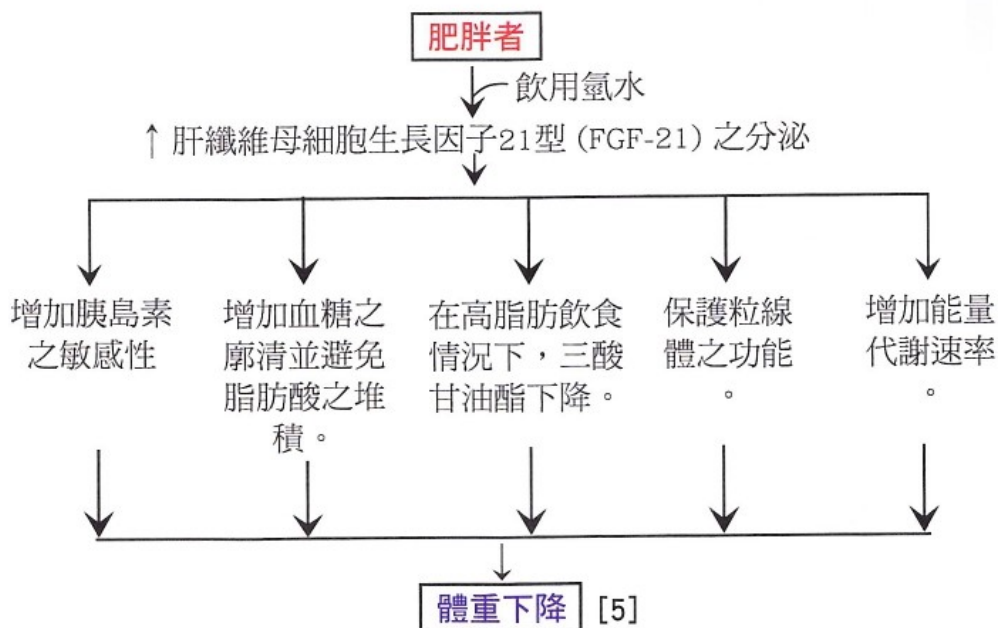 肥胖者
飲用氫水
↑肝纖維母細胞生長因子21型 (FGF-21) 之分泌
增加胰島素
之敏感性
增加血糖之
廓清並避免
脂肪酸之堆
積。
在高脂肪飲食
情況下，三酸
甘油酯下降。
保護粒線
體之功能
。
增加能量
代謝速率
。
體重下降 [5]